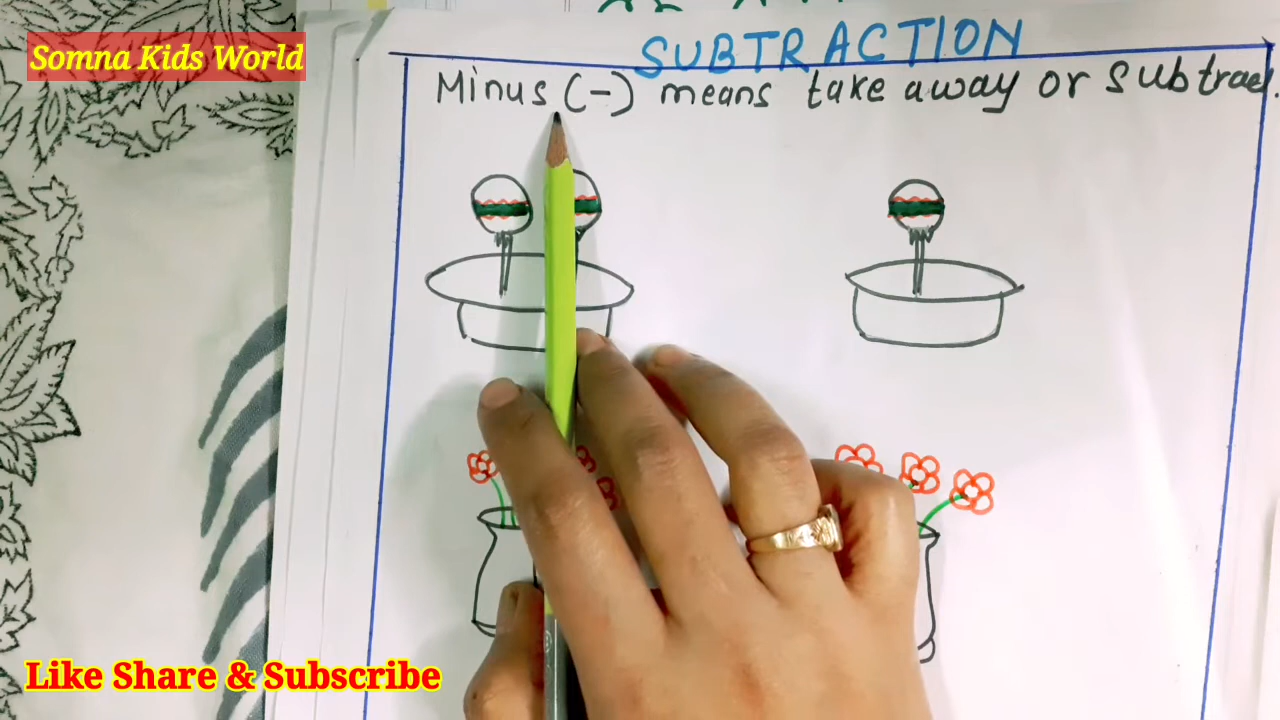 Somna Kids World
SUBTRACTION
Minus (-) means take away or subtract.
Like Share & Subscribe